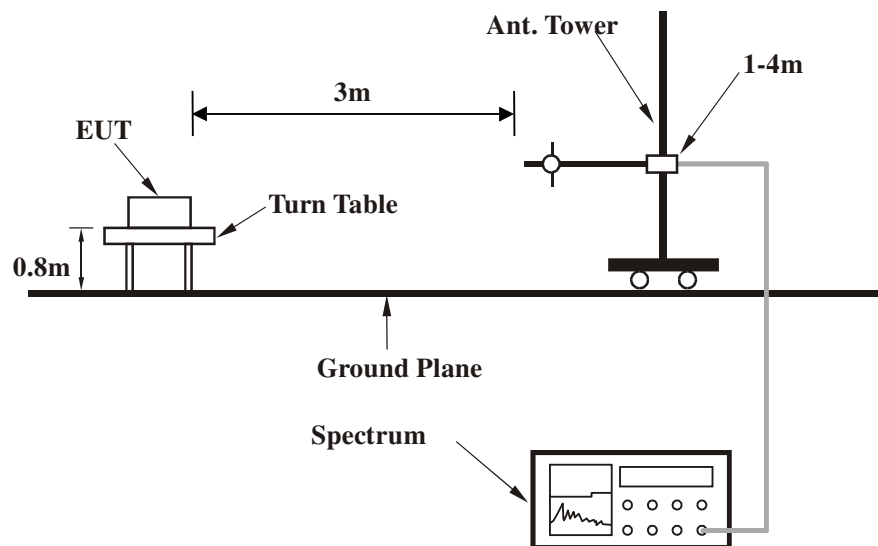 Ant. Tower
1-4m
3m
EUT
Turn Table
0.8m
Ground Plane
Spectrum